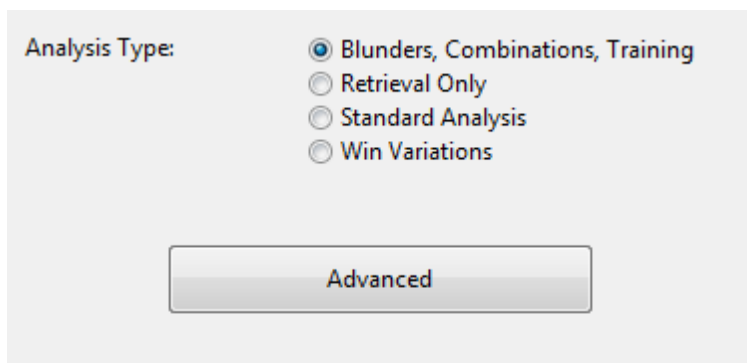 Analysis Type:
Blunders, Combinations, Training
Retrieval Only
Standard Analysis
Win Variations
Advanced